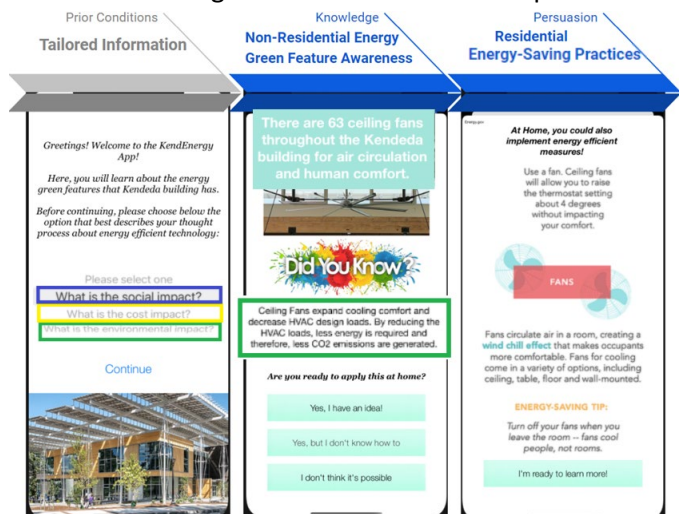 Prior Conditions
Tailored Information
Knowledge
Non-Residential Energy
Green Feature Awareness
Persuasion
Residential
Energy-Saving Practices
Greetings! Welcome to the KendEnergy
App!
Here, you will learn about the energy
green features that Kendeda building has.
Before continuing, please choose below the
option that best describes your thought
process about energy efficient technology:
Please select one
What is the social impact?
What is the cost impact?
What is the environmental impact?
Continue
There are 63 ceiling fans
throughout the Kendeda
building for air circulation
and human comfort.
Did You Know?
Ceiling Fans expand cooling comfort and
decrease HVAC design loads. By reducing the
HVAC loads, less energy is required and
therefore, less CO2 emissions are generated.
Are you ready to apply this at home?
Yes, I have an idea!
Yes, but I don't know how to
I don't think it's possible
At Home, you could also
implement energy efficient
measures!
Use a fan. Ceiling fans
will allow you to raise
the thermostat setting
about 4 degrees
without impacting
your comfort.
FANS
Fans circulate air in a room, creating a
wind chill effect that makes occupants
more comfortable. Fans for cooling
come in a variety of options, including
ceiling, table, floor and wall-mounted.
ENERGY-SAVING TIP:
Turn off your fans when you
leave the room -- fans cool
people, not rooms.
I'm ready to learn more!